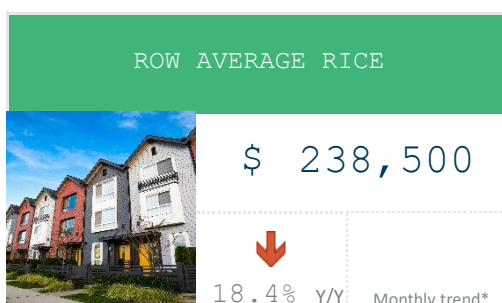 ROW AVERAGE RICE
$ 238,500
18.4% Y/Y
Monthly trend*